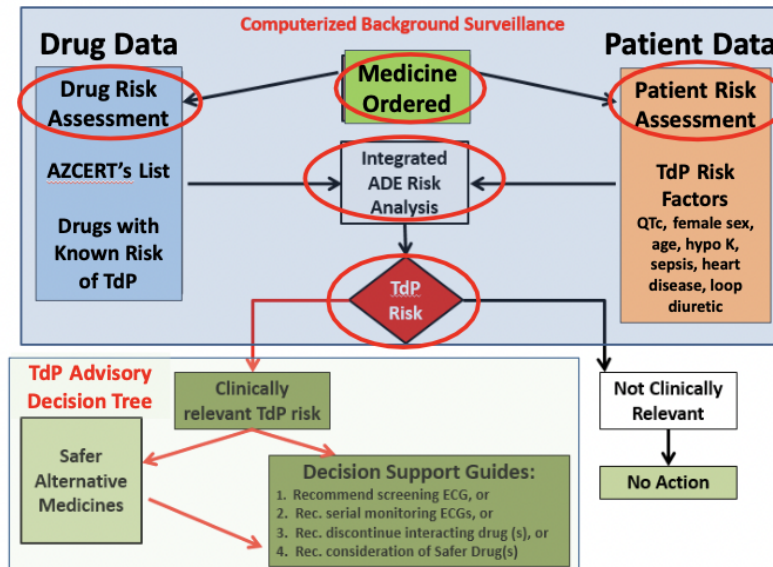 Computerized Background Surveillance
Drug Data
Patient Data
Medicine
Ordered
Drug Risk
Assessment
AZCERT's List
Drugs with
Known Risk
of TdP
Patient Risk
Assessment
TdP Risk
Factors
QTc, female sex,
age, hypo K,
sepsis, heart
disease, loop
diuretic
Integrated
ADE Risk
Analysis
TdP
Risk
TdP Advisory
Decision Tree
Clinically
relevant TdP risk
Not Clinically
Relevant
Safer
Alternative
Medicines
Decision Support Guides:
1. Recommend screening ECG, or
2. Rec. serial monitoring ECGs, or
3. Rec. discontinue interacting drug (s), or
4. Rec. consideration of Safer Drug(s)
No Action